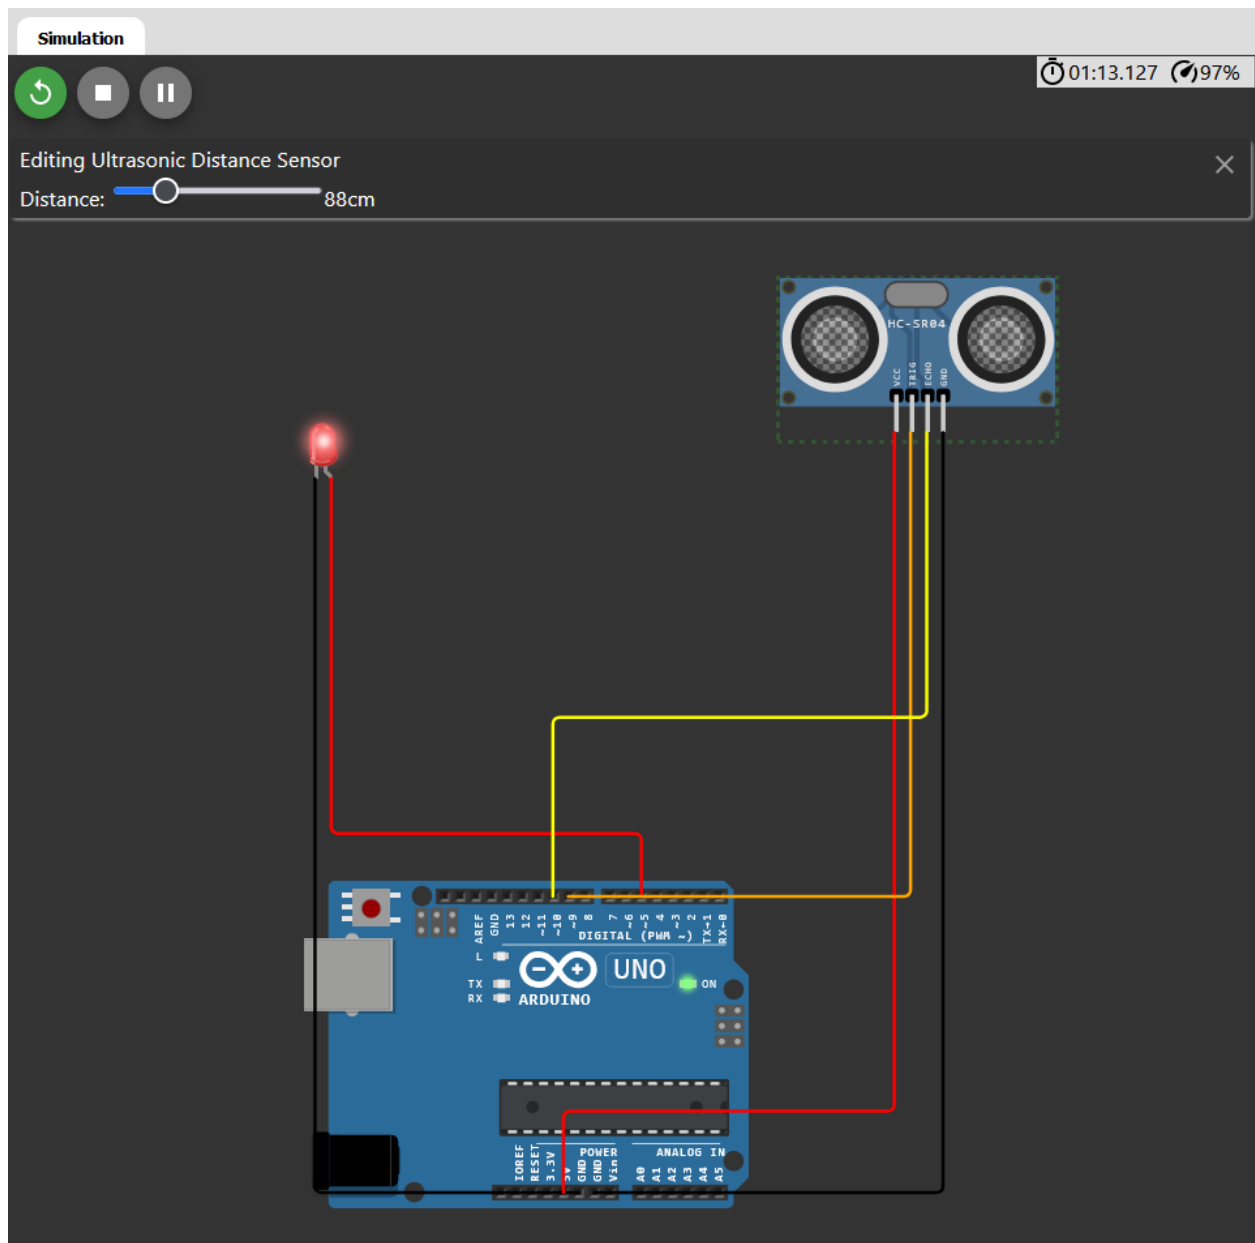 Simulation
01:13.127 97%
Editing Ultrasonic Distance Sensor
Distance: 88cm
HC-SR04
VCC
TRIG
ECHO
GND
AREF
GND
13
12
~11
~10
~9
8
7
~6
~5
4
~3
2
TX→1
RX←0
DIGITAL (PWM ~)
L
TX
RX
UNO
ON
ARDUINO
POWER
ANALOG IN
IOREF
RESET
3.3V
5V
GND
GND
Vin
A0
A1
A2
A3
A4
A5